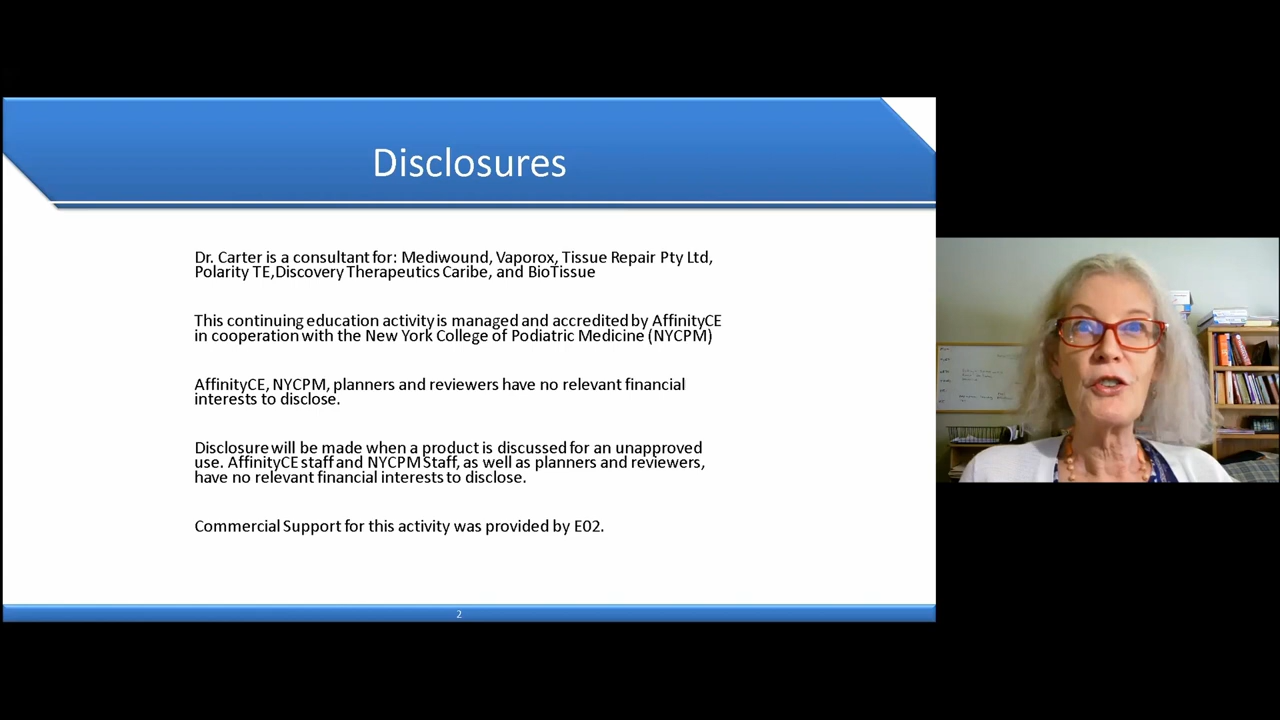 Disclosures
Dr. Carter is a consultant for: Mediwound, Vaporox, Tissue Repair Pty Ltd,
Polarity TE,Discovery Therapeutics Caribe, and BioTissue
This continuing education activity is managed and accredited by AffinityCE
in cooperation with the New York College of Podiatric Medicine (NYCPM)
AffinityCE, NYCPM, planners and reviewers have no relevant financial
interests to disclose.
Disclosure will be made when a product is discussed for an unapproved
use. AffinityCE staff and NYCPM Staff, as well as planners and reviewers,
have no relevant financial interests to disclose.
Commercial Support for this activity was provided by E02.
2